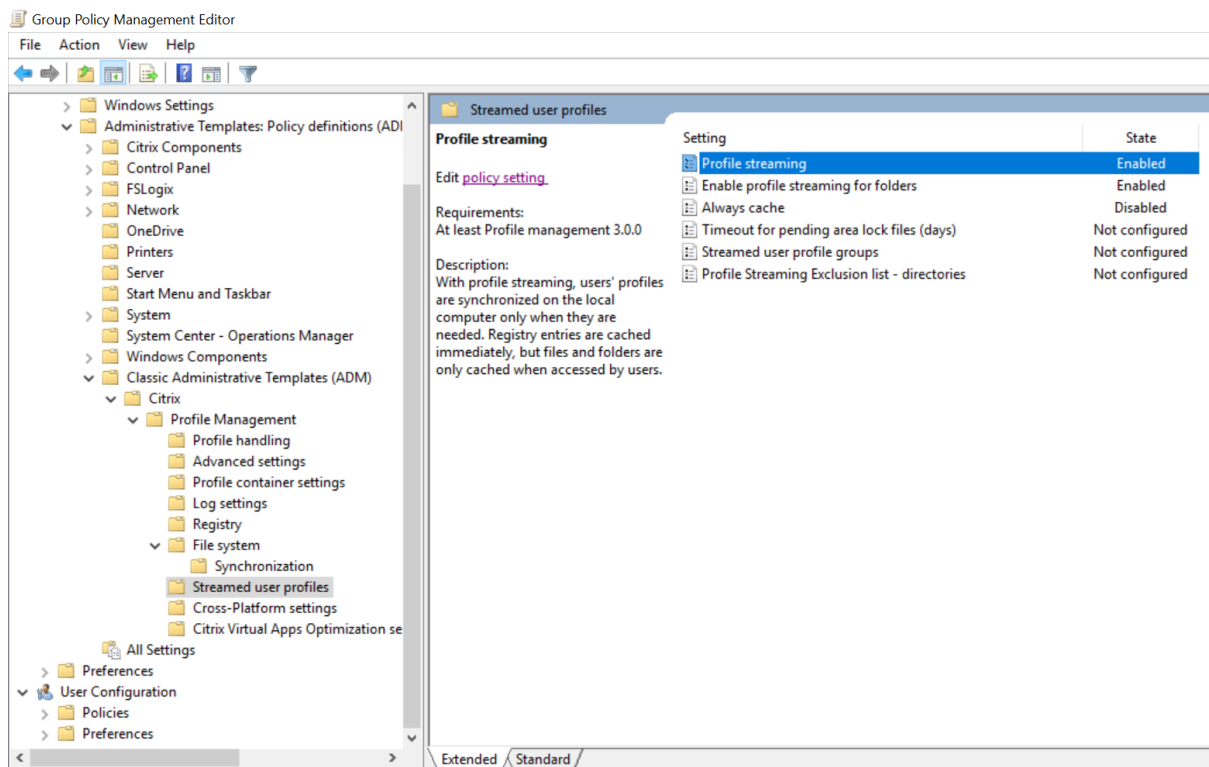 Group Policy Management Editor
File Action View Help
Windows Settings
Administrative Templates: Policy definitions (ADI
Citrix Components
Control Panel
FSLogix
Network
OneDrive
Printers
Server
Start Menu and Taskbar
System
System Center - Operations Manager
Windows Components
Classic Administrative Templates (ADM)
Citrix
Profile Management
Profile handling
Advanced settings
Profile container settings
Log settings
Registry
File system
Synchronization
Streamed user profiles
Cross-Platform settings
Citrix Virtual Apps Optimization se
All Settings
Preferences
User Configuration
Policies
Preferences
Streamed user profiles
Profile streaming
Edit policy setting
Requirements:
At least Profile management 3.0.0
Description:
With profile streaming, users' profiles
are synchronized on the local
computer only when they are
needed. Registry entries are cached
immediately, but files and folders are
only cached when accessed by users.
Setting State
Profile streaming Enabled
Enable profile streaming for folders Enabled
Always cache Disabled
Timeout for pending area lock files (days) Not configured
Streamed user profile groups Not configured
Profile Streaming Exclusion list - directories Not configured
Extended Standard